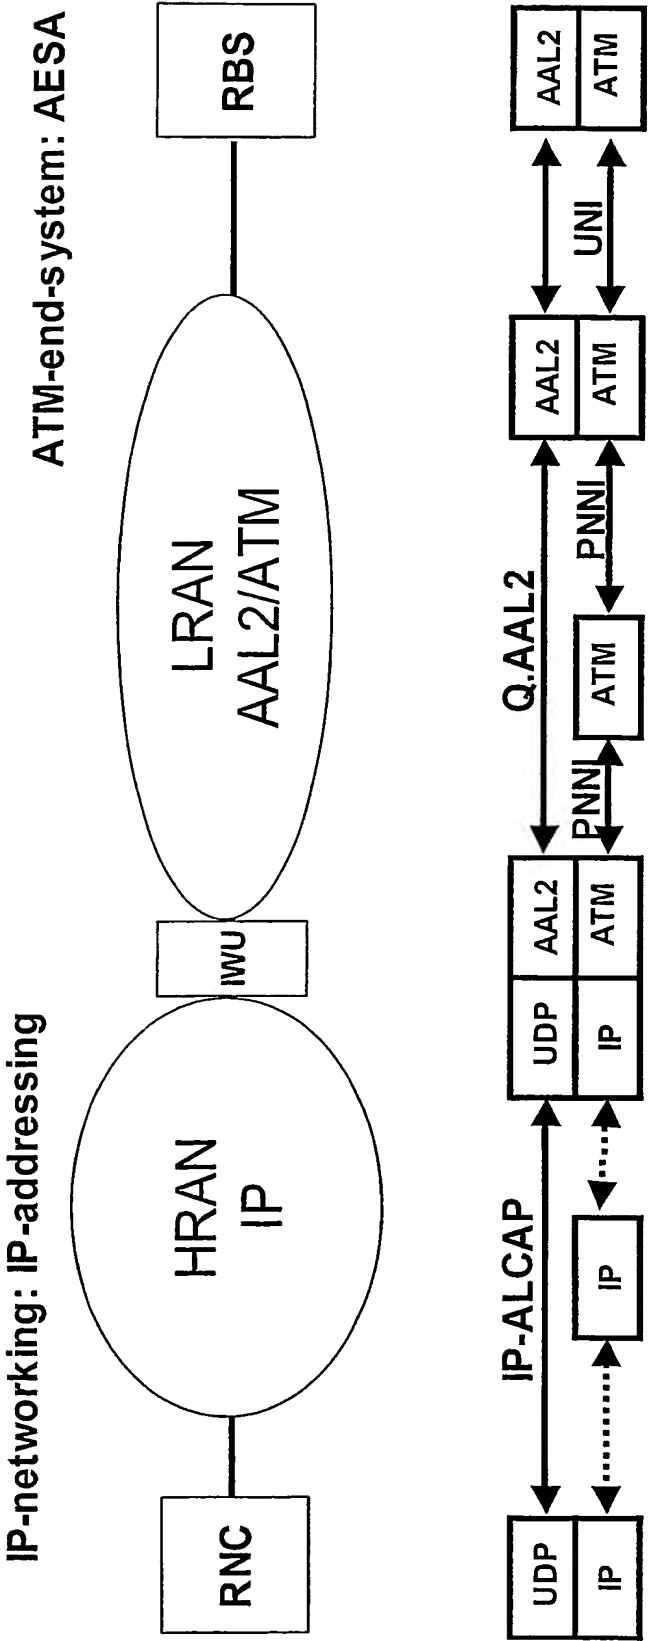 IP-networking: IP-addressing
ATM-end-system: AESA
RNC
HRAN
IP
IWU
LRAN
AAL2/ATM
RBS
IP-ALCAP
Q.AAL2
UDP
IP
IP
UDP
AAL2
IP
ATM
PNNI
ATM
PNNI
AAL2
ATM
UNI
AAL2
ATM